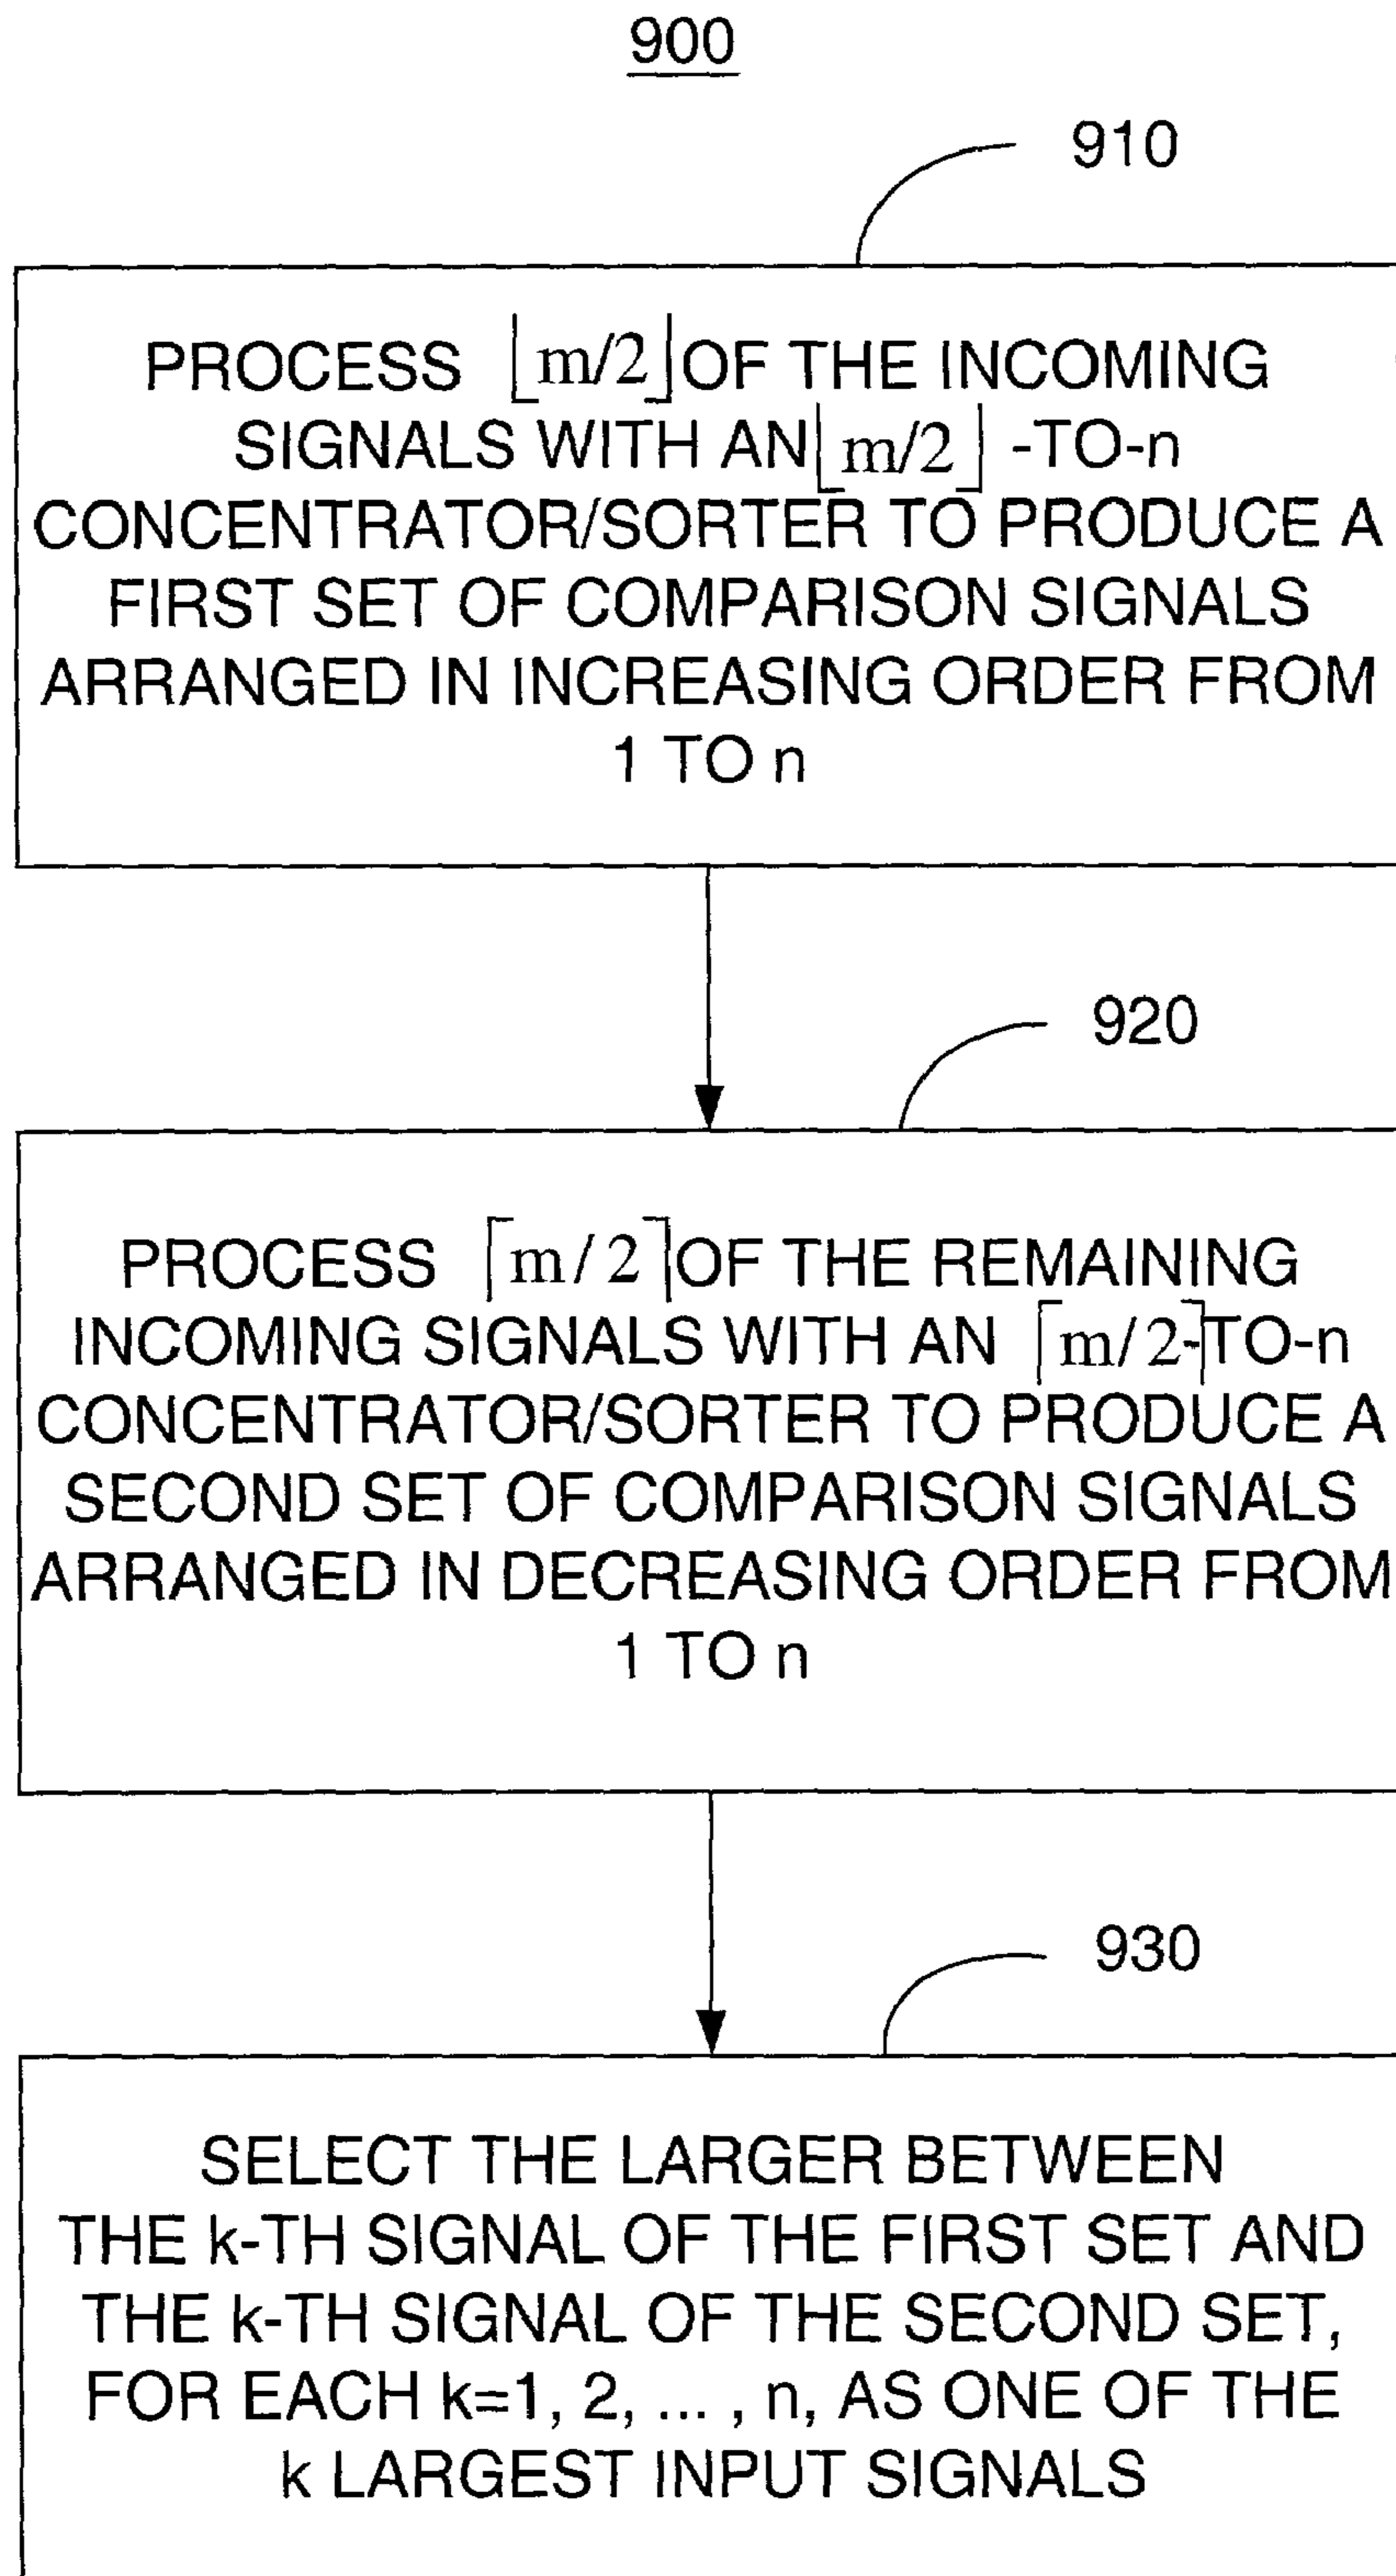 900
910
PROCESS ⌊m/2⌋ OF THE INCOMING
SIGNALS WITH AN ⌊m/2⌋ -TO-n
CONCENTRATOR/SORTER TO PRODUCE A
FIRST SET OF COMPARISON SIGNALS
ARRANGED IN INCREASING ORDER FROM
1 TO n
920
PROCESS ⌈m/2⌉ OF THE REMAINING
INCOMING SIGNALS WITH AN ⌈m/2⌉-TO-n
CONCENTRATOR/SORTER TO PRODUCE A
SECOND SET OF COMPARISON SIGNALS
ARRANGED IN DECREASING ORDER FROM
1 TO n
930
SELECT THE LARGER BETWEEN
THE k-TH SIGNAL OF THE FIRST SET AND
THE k-TH SIGNAL OF THE SECOND SET,
FOR EACH k=1, 2, ... , n, AS ONE OF THE
k LARGEST INPUT SIGNALS